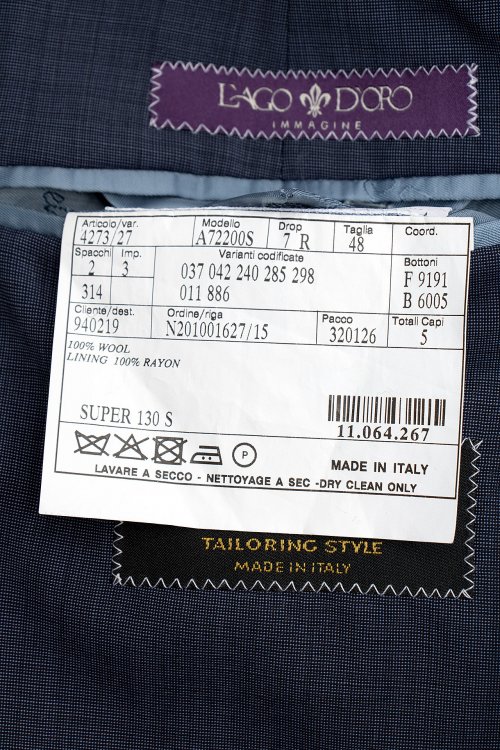 L'AGO D'ORO
IMMAGINE
Articolo/var. Modello Drop Taglia Coord.
4273/27 A72200S 7 R 48
Spacchi Imp. Varianti codificate Bottoni
2 3 037 042 240 285 298 F 9191
314 011 886 B 6005
Cliente/dest. Ordine/riga Pacco Totali Capi
940219 N201001627/15 320126 5
100% WOOL
LINING 100% RAYON
SUPER 130 S
11.064.267
P
MADE IN ITALY
LAVARE A SECCO - NETTOYAGE A SEC -DRY CLEAN ONLY
TAILORING STYLE
MADE IN ITALY